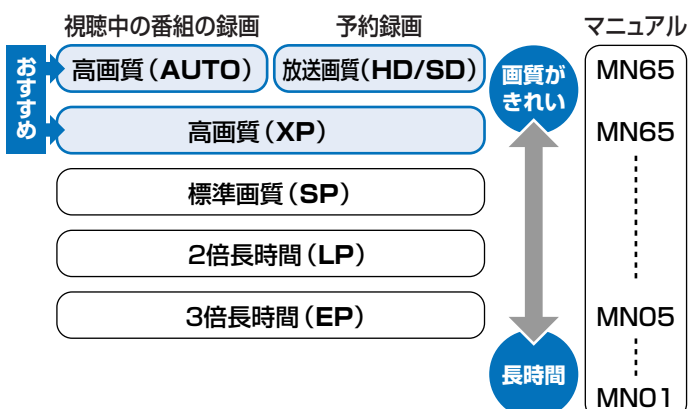 視聴中の番組の録画 予約録画 マニュアル
おすすめ
高画質（AUTO） 放送画質（HD/SD） 画質が MN65
きれい
高画質（XP） MN65
標準画質（SP）
2倍長時間（LP）
3倍長時間（EP） MN05
長時間
MN01